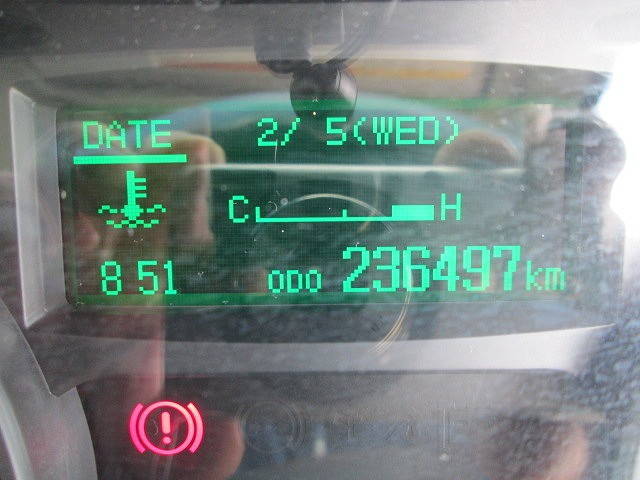 DATE 2/ 5(WED)
C H
8 51 ODO 236497km
!